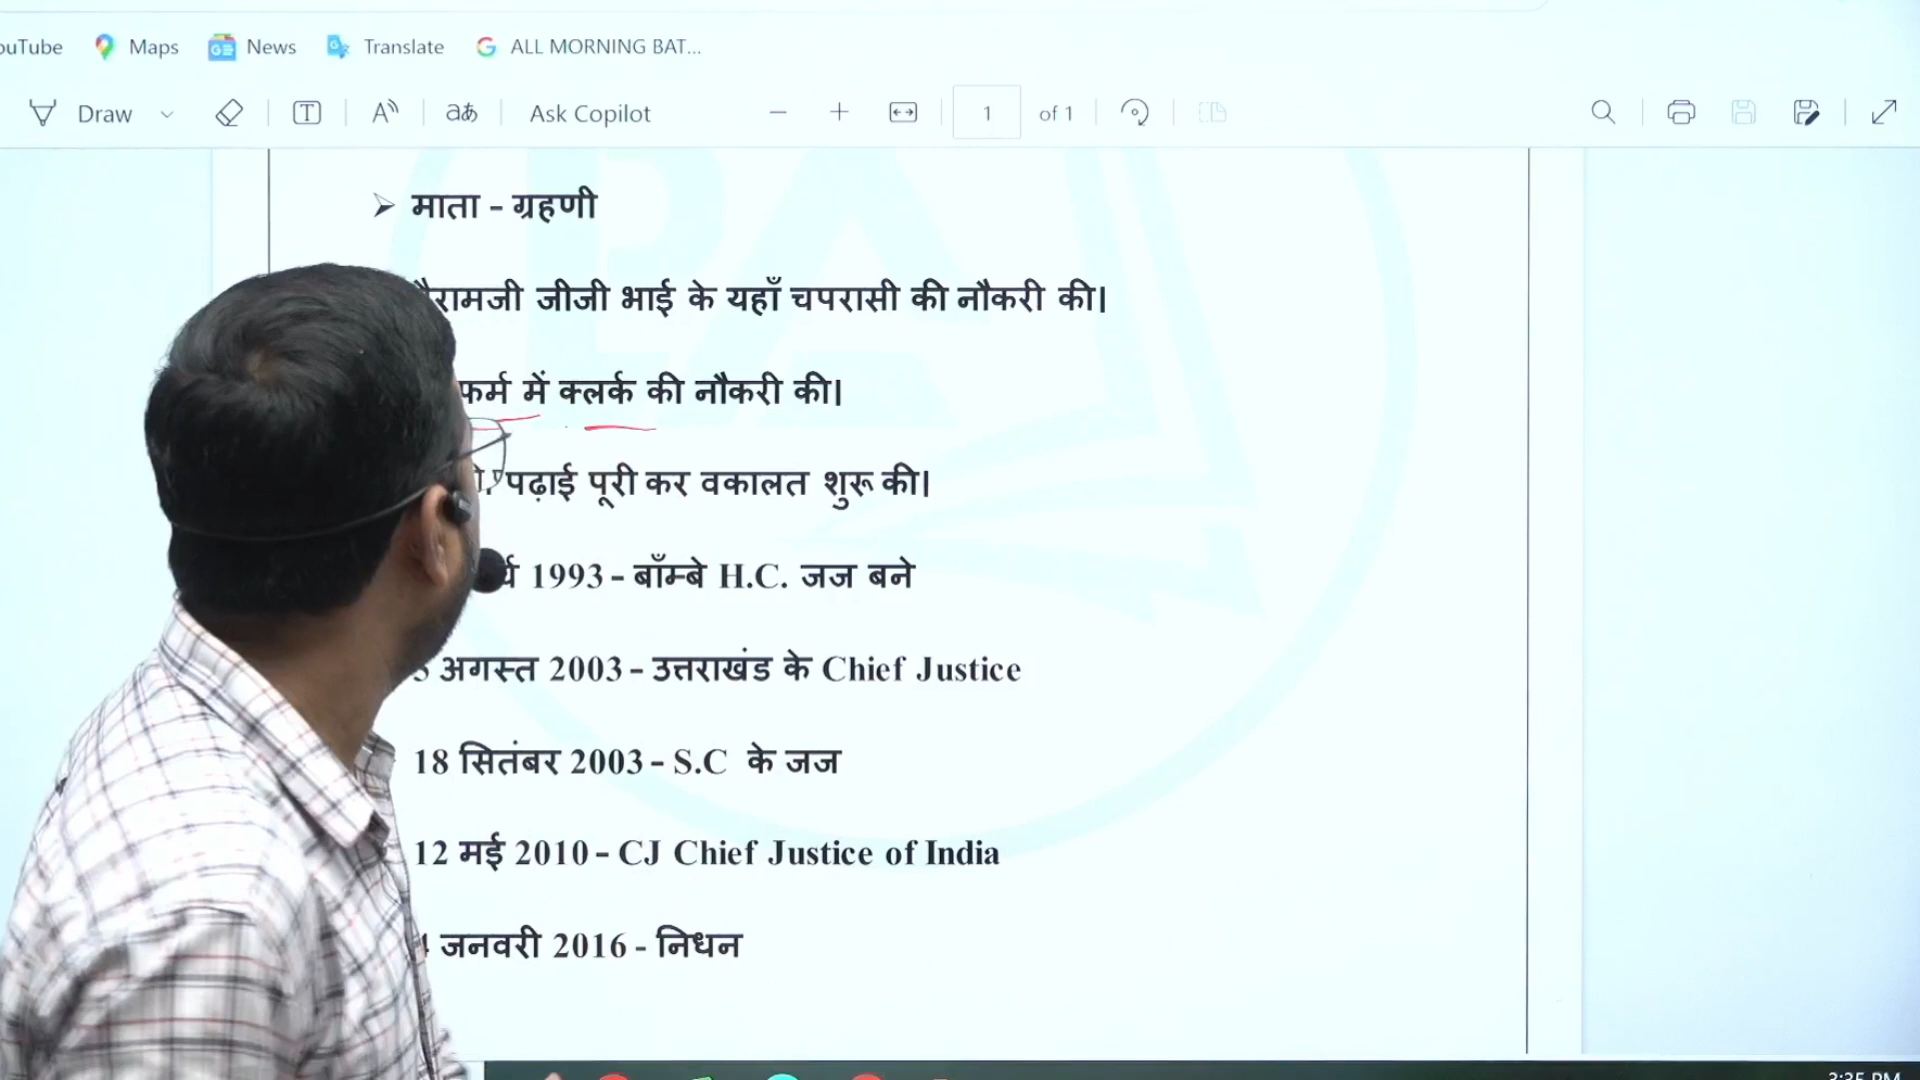 Maps News Translate ALL MORNING BAT...
Draw T aあ Ask Copilot 1 of 1
➢ माता - ग्रहणी
जीजी भाई के यहाँ चपरासी की नौकरी की।
फर्म में क्लर्क की नौकरी की।
पढ़ाई पूरी कर वकालत शुरू की।
1993 - बाँम्बे H.C. जज बने
अगस्त 2003 - उत्तराखंड के Chief Justice
18 सितंबर 2003 - S.C के जज
12 मई 2010 - CJ Chief Justice of India
जनवरी 2016 - निधन